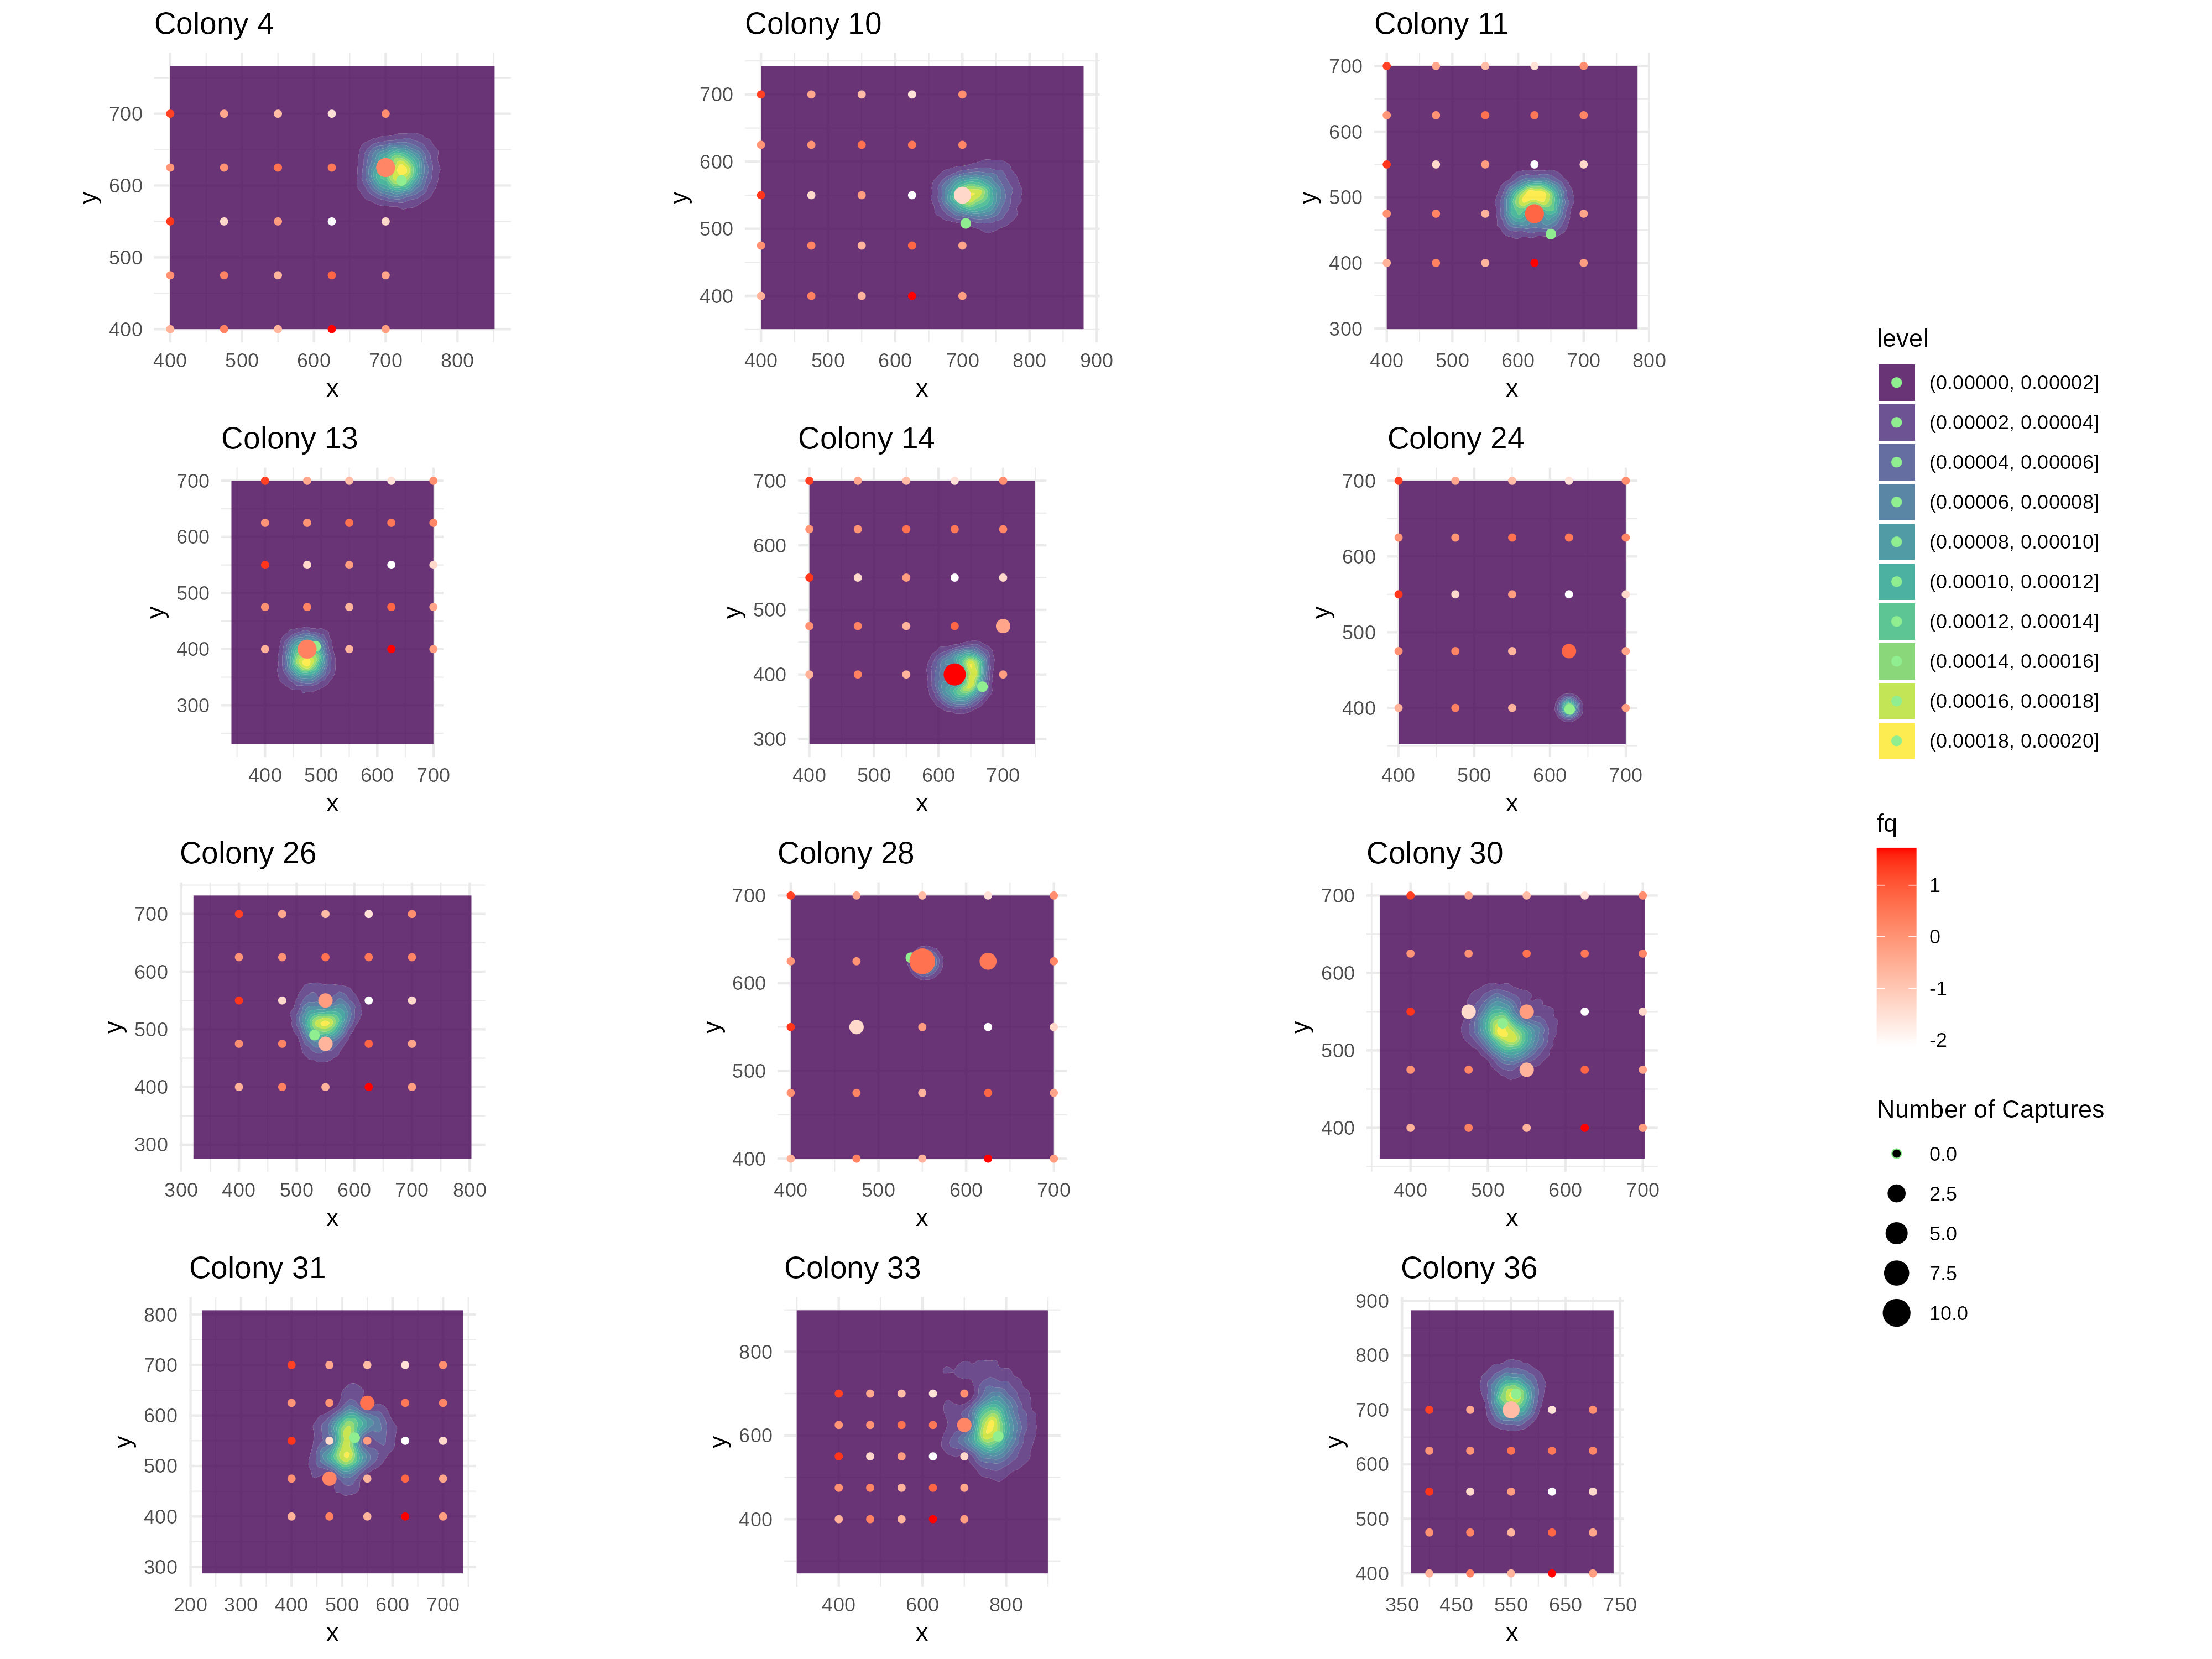 Colony 4
y
700
600
500
400
400 500 600 700 800
x
Colony 10
y
700
600
500
400
400 500 600 700 800 900
x
Colony 11
y
700
600
500
400
300
400 500 600 700 800
x
Colony 13
y
700
600
500
400
300
400 500 600 700
x
Colony 14
y
700
600
500
400
300
400 500 600 700
x
Colony 24
y
700
600
500
400
400 500 600 700
x
Colony 26
y
700
600
500
400
300
300 400 500 600 700 800
x
Colony 28
y
700
600
500
400
400 500 600 700
x
Colony 30
y
700
600
500
400
400 500 600 700
x
Colony 31
y
800
700
600
500
400
300
200 300 400 500 600 700
x
Colony 33
y
800
600
400
400 600 800
x
Colony 36
y
900
800
700
600
500
400
350 450 550 650 750
x
level
(0.00000, 0.00002]
(0.00002, 0.00004]
(0.00004, 0.00006]
(0.00006, 0.00008]
(0.00008, 0.00010]
(0.00010, 0.00012]
(0.00012, 0.00014]
(0.00014, 0.00016]
(0.00016, 0.00018]
(0.00018, 0.00020]
fq
1
0
-1
-2
Number of Captures
0.0
2.5
5.0
7.5
10.0